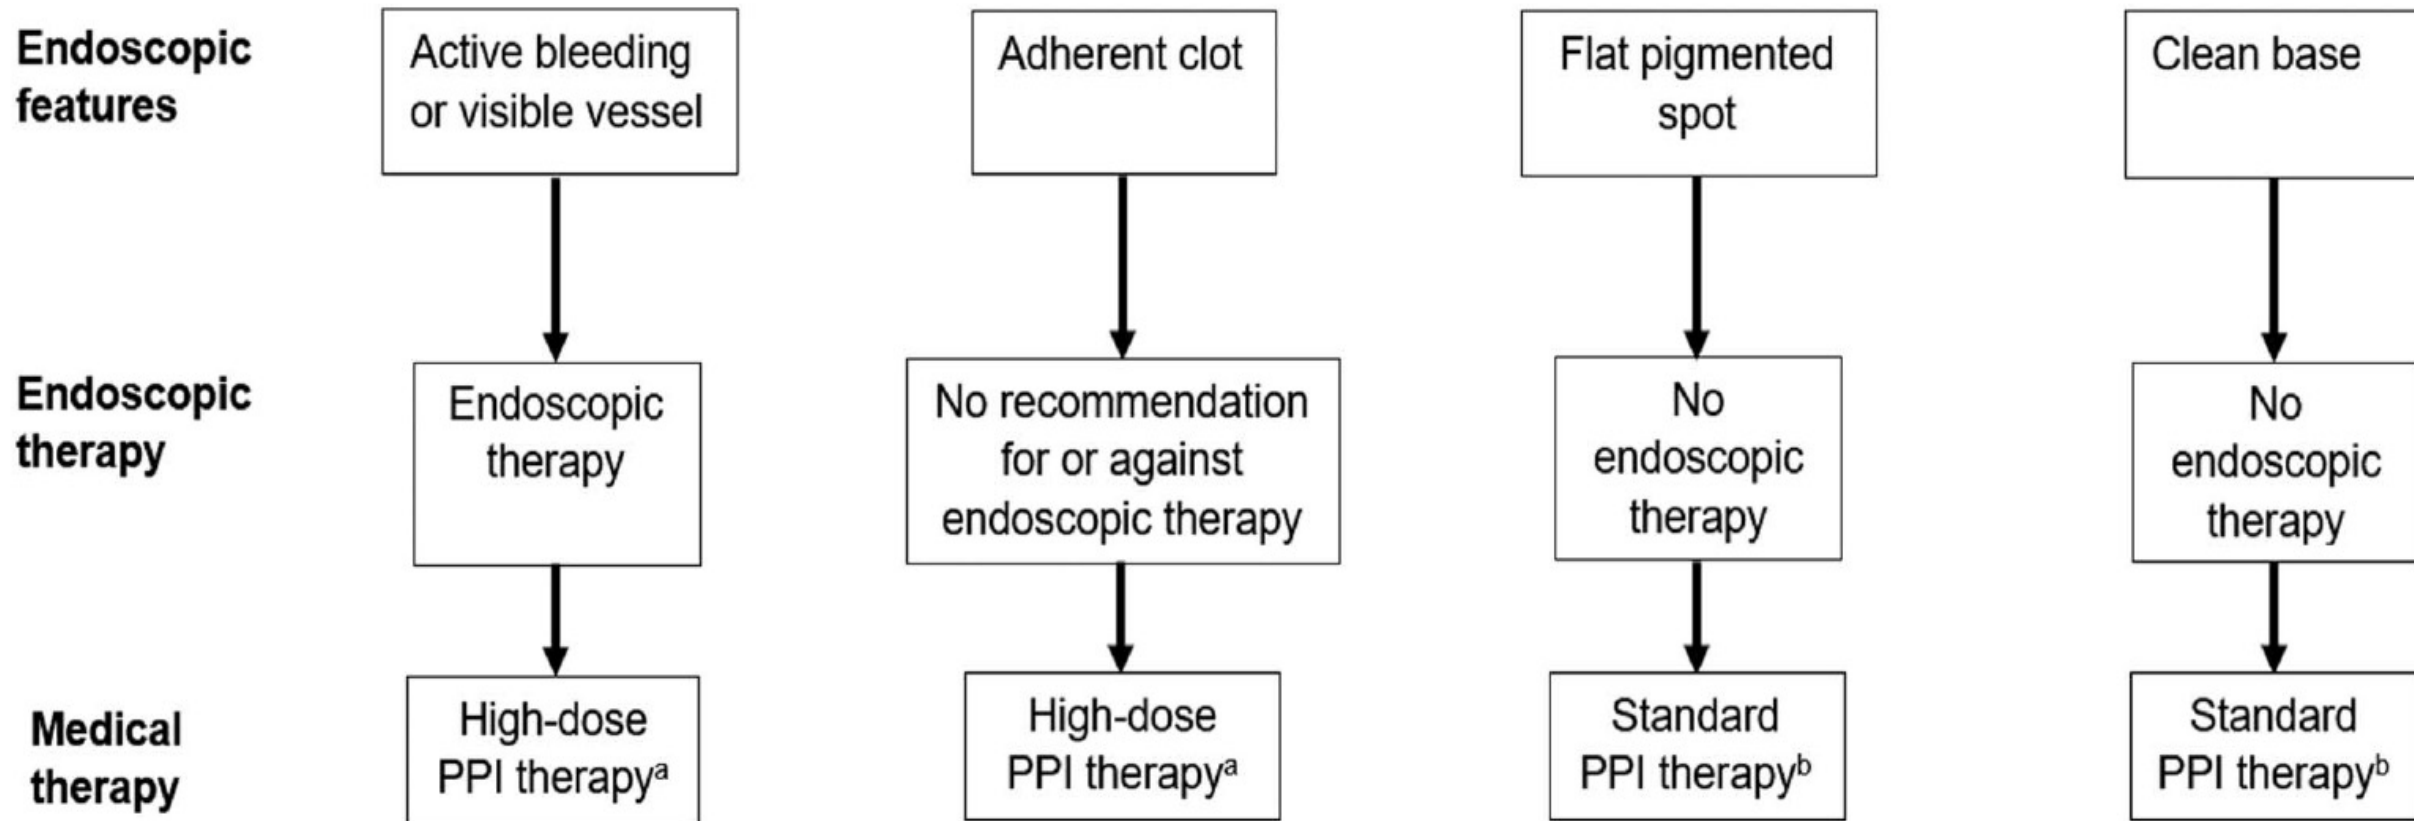 Endoscopic
features
Active bleeding
or visible vessel
Adherent clot
Flat pigmented
spot
Clean base
Endoscopic
therapy
Endoscopic
therapy
No recommendation
for or against
endoscopic therapy
No
endoscopic
therapy
No
endoscopic
therapy
Medical
therapy
High-dose
PPI therapyᵃ
High-dose
PPI therapyᵃ
Standard
PPI therapyᵇ
Standard
PPI therapyᵇ